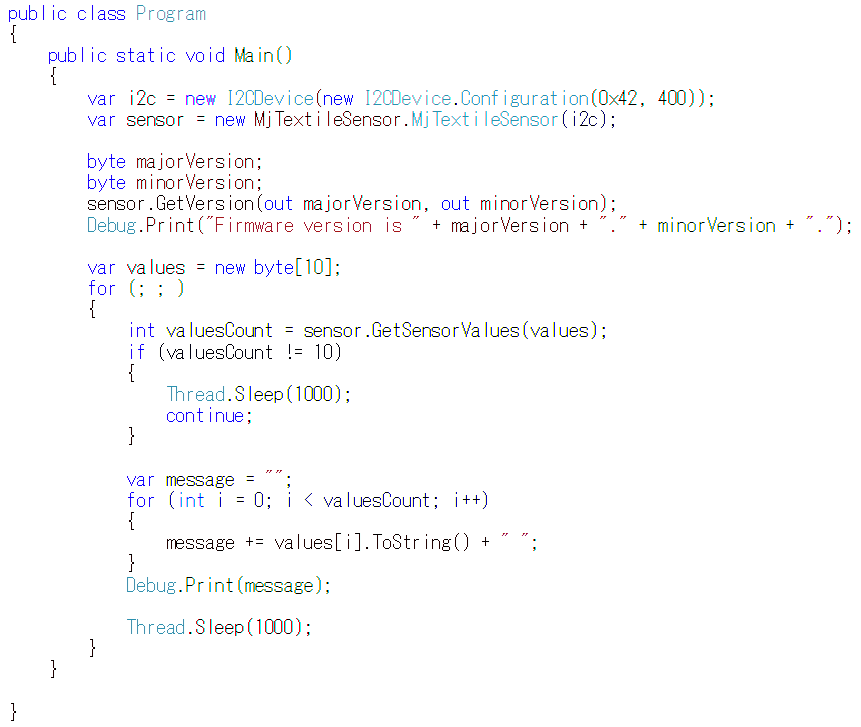 public class Program
{
    public static void Main()
    {
        var i2c = new I2CDevice(new I2CDevice.Configuration(0x42, 400));
        var sensor = new MjTextileSensor.MjTextileSensor(i2c);

        byte majorVersion;
        byte minorVersion;
        sensor.GetVersion(out majorVersion, out minorVersion);
        Debug.Print("Firmware version is " + majorVersion + "." + minorVersion + ".");

        var values = new byte[10];
        for (; ; )
        {
            int valuesCount = sensor.GetSensorValues(values);
            if (valuesCount != 10)
            {
                Thread.Sleep(1000);
                continue;
            }

            var message = "";
            for (int i = 0; i < valuesCount; i++)
            {
                message += values[i].ToString() + " ";
            }
            Debug.Print(message);

            Thread.Sleep(1000);
        }
    }

}